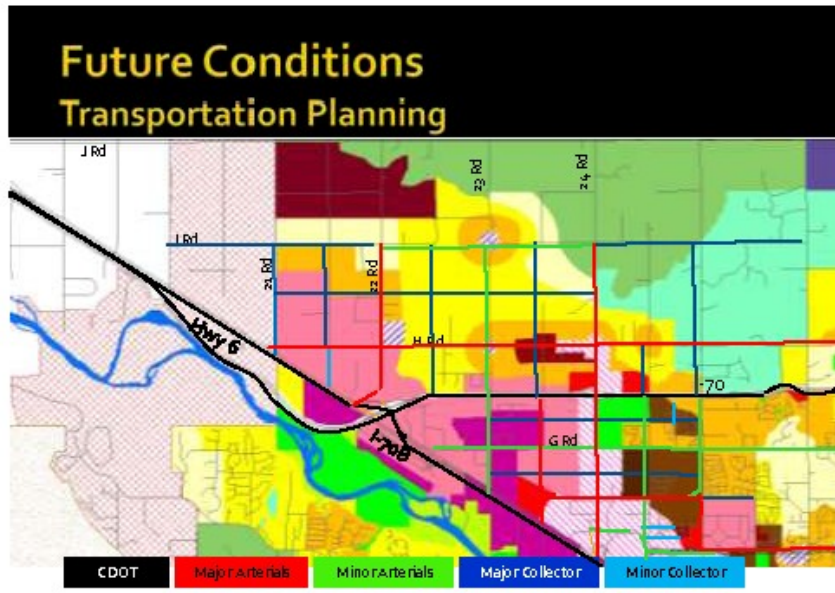 Future Conditions
Transportation Planning
J Rd
23 Rd
24 Rd
I Rd
21 Rd
22 Rd
Hwy 6
H Rd
-70
I-70B
G Rd
CDOT
Major Arterials
Minor Arterials
Major Collector
Minor Collector